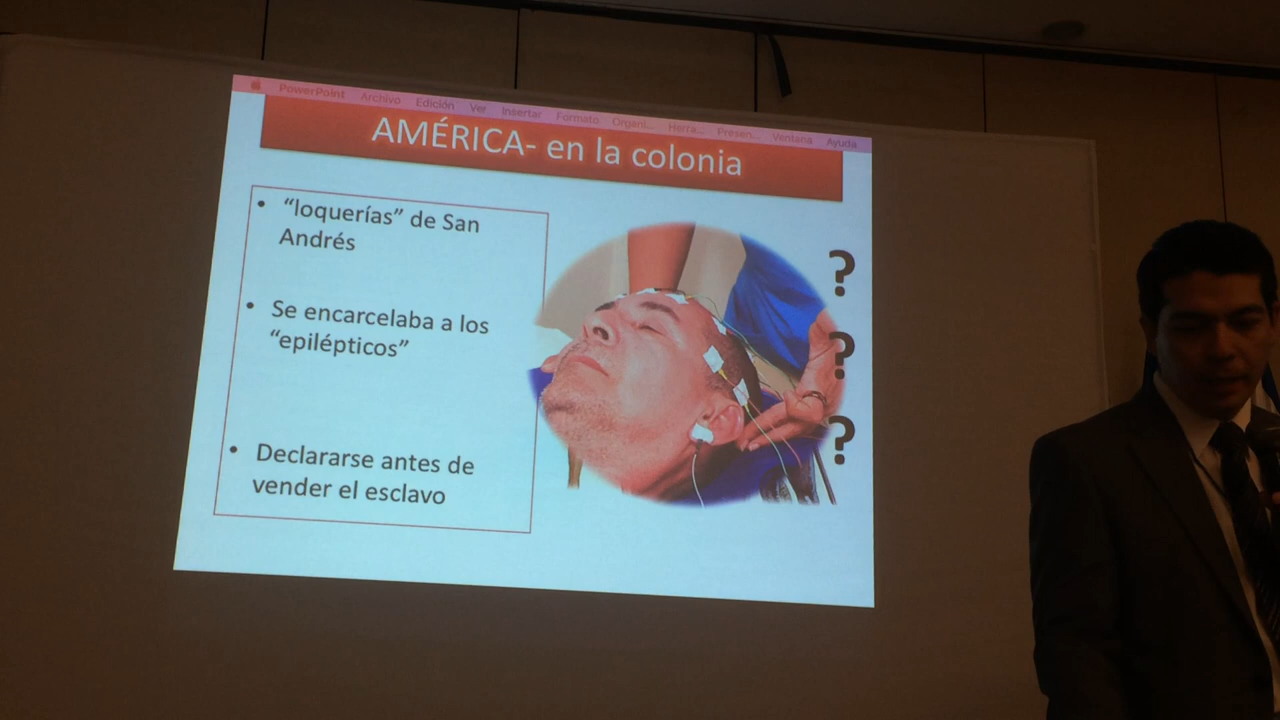 PowerPoint Archivo Edición Ver Insertar Formato Organi... Herra... Presen... Ventana Ayuda
AMÉRICA- en la colonia
• “loquerías” de San
Andrés
• Se encarcelaba a los
“epilépticos”
• Declararse antes de
vender el esclavo
?
?
?